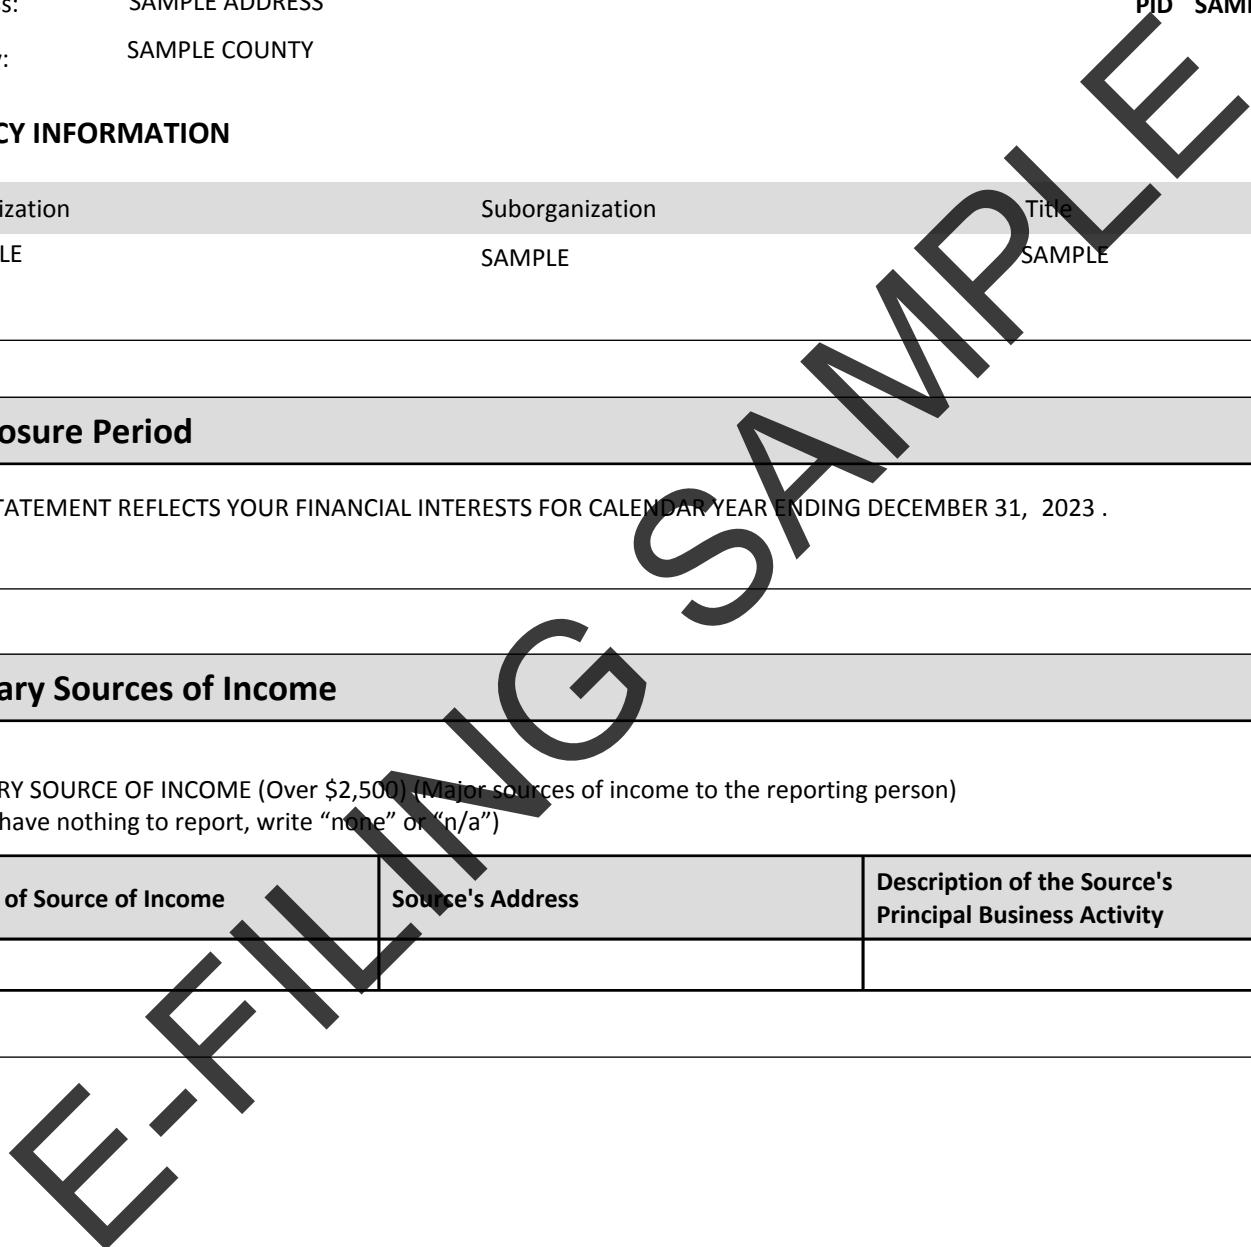 s: SAMPLE ADDRESS PID SAM
y: SAMPLE COUNTY
CY INFORMATION
ization Suborganization Title
LE SAMPLE SAMPLE
osure Period
TATEMENT REFLECTS YOUR FINANCIAL INTERESTS FOR CALENDAR YEAR ENDING DECEMBER 31, 2023 .
ary Sources of Income
RY SOURCE OF INCOME (Over $2,500) (Major sources of income to the reporting person)
have nothing to report, write “none” or “n/a”)
of Source of Income Source's Address Description of the Source's
Principal Business Activity
E-FILING SAMPLE